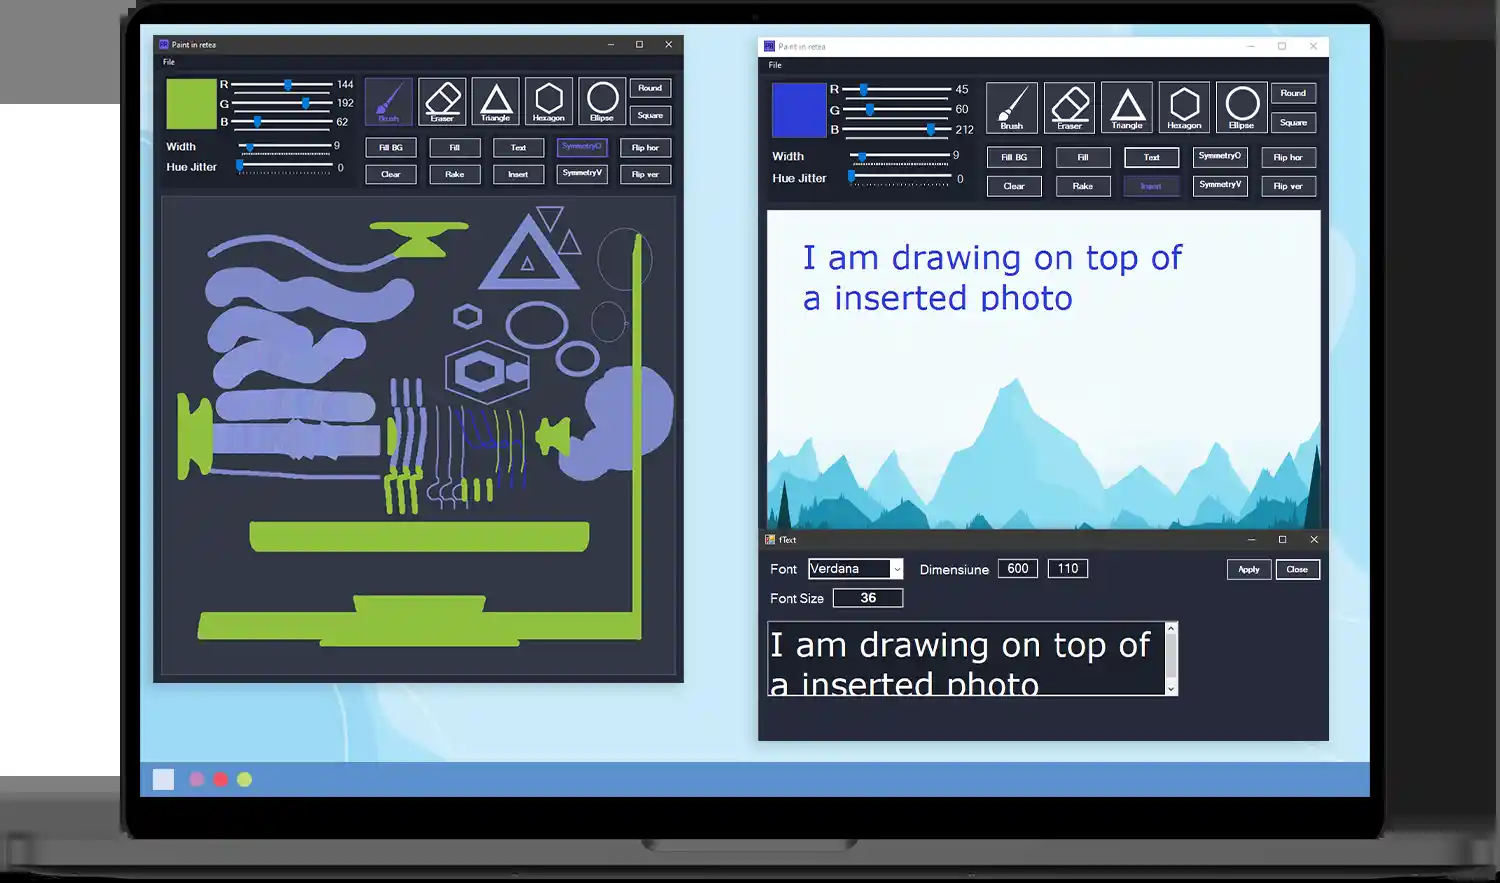 Paint in retea
File
R 144
G 192
B 62
Width 9
Hue Jitter 0
Brush Eraser Triangle Hexagon Ellipse
Round
Square
Fill BG Fill Text SymmetryO Flip hor
Clear Rake Insert SymmetryV Flip ver
Paint in retea
File
R 45
G 60
B 212
Width 9
Hue Jitter 0
Brush Eraser Triangle Hexagon Ellipse
Round
Square
Fill BG Fill Text SymmetryO Flip hor
Clear Rake Insert SymmetryV Flip ver
I am drawing on top of
a inserted photo
fText
Font Verdana Dimensiune 600 110 Apply Close
Font Size 36
I am drawing on top of
a inserted photo